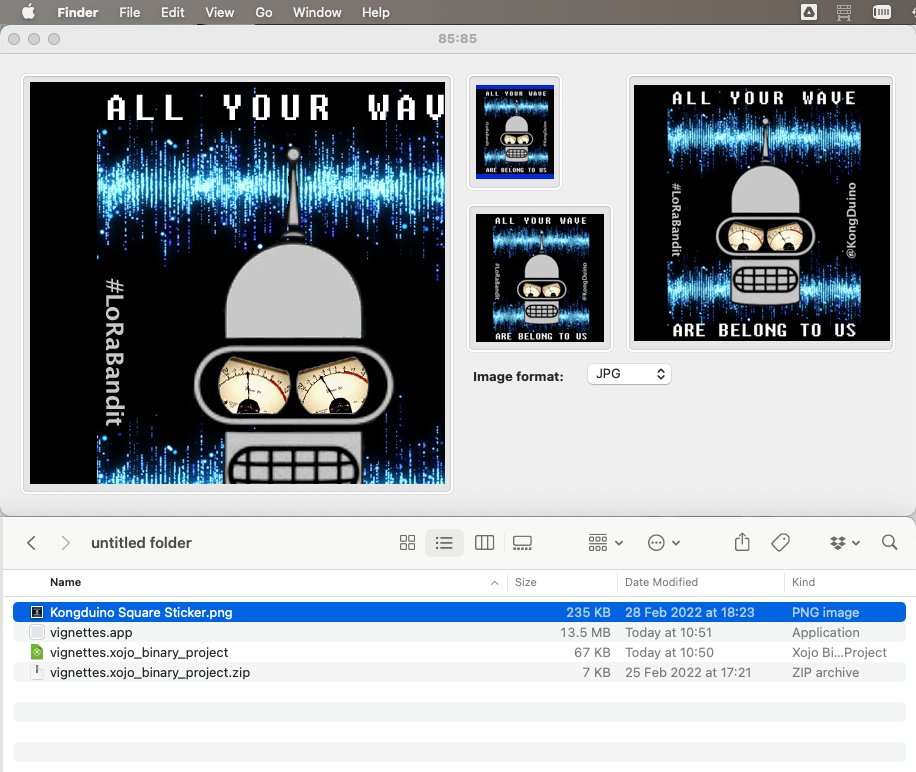 Finder File Edit View Go Window Help
85:85
ALL YOUR WAV
#LoRaBandit
ALL YOUR WAVE
#LoRaBandit
@KongDuino
ARE BELONG TO US
ALL YOUR WAVE
#LoRaBandit
@KongDuino
ARE BELONG TO US
ALL YOUR WAVE
#LoRaBandit
@KongDuino
ARE BELONG TO US
Image format: JPG
untitled folder
Name Size Date Modified Kind
Kongduino Square Sticker.png 235 KB 28 Feb 2022 at 18:23 PNG image
vignettes.app 13.5 MB Today at 10:51 Application
vignettes.xojo_binary_project 67 KB Today at 10:50 Xojo Bi...Project
vignettes.xojo_binary_project.zip 7 KB 25 Feb 2022 at 17:21 ZIP archive